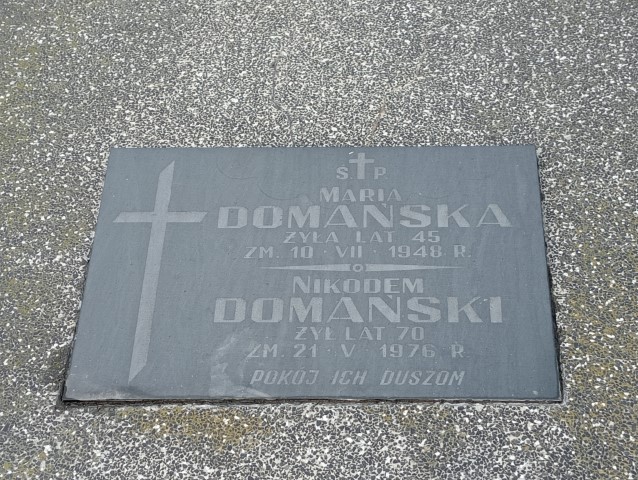 Ś✝P
MARIA
DOMAŃSKA
ŻYŁA LAT 45
ZM. 10 · VII · 1948 R.
NIKODEM
DOMAŃSKI
ŻYŁ LAT 70
ZM. 21 · V · 1976 R.
POKÓJ ICH DUSZOM